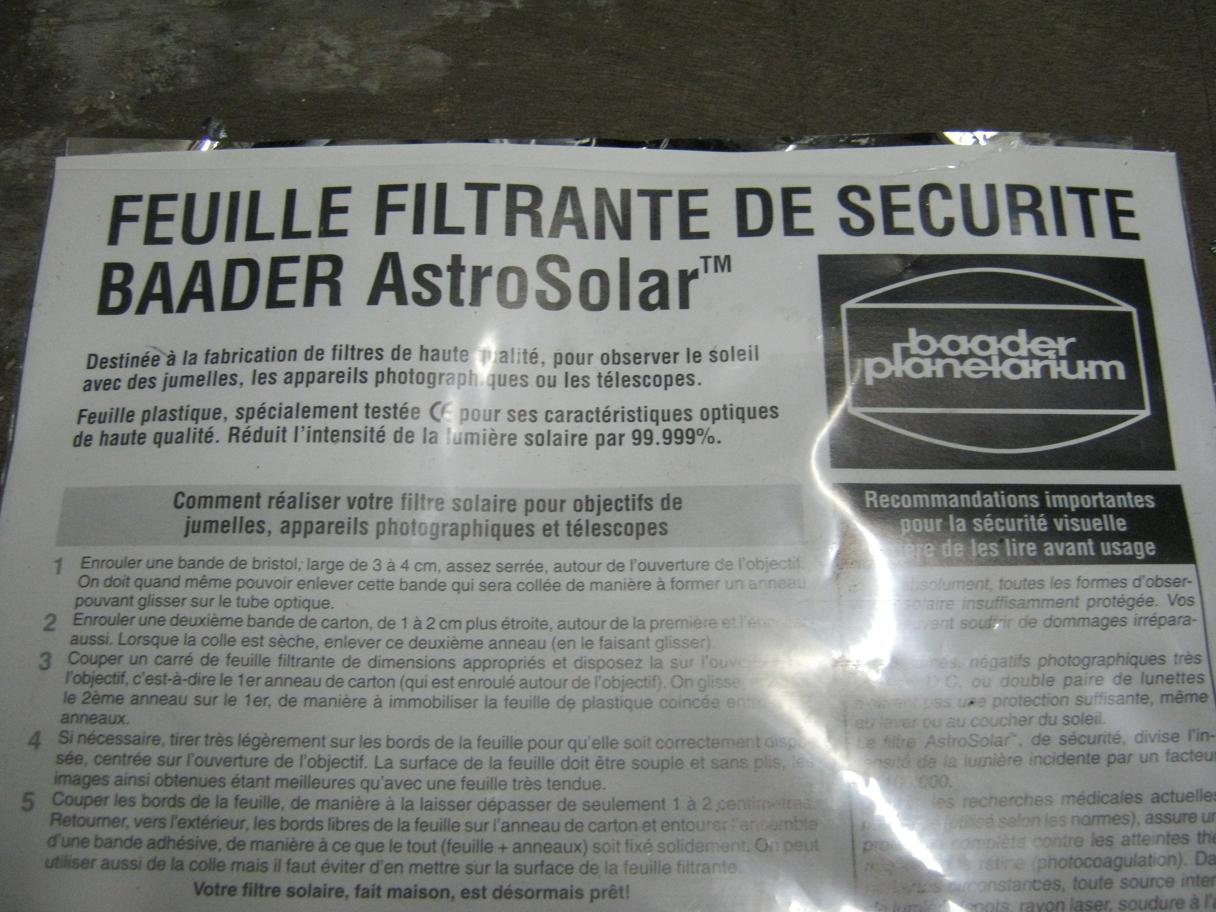 FEUILLE FILTRANTE DE SECURITE
BAADER AstroSolar™
baader
planetarium
Destinée à la fabrication de filtres de haute qualité, pour observer le soleil
avec des jumelles, les appareils photographiques ou les télescopes.
Feuille plastique, spécialement testée CE pour ses caractéristiques optiques
de haute qualité. Réduit l'intensité de la lumière solaire par 99.999%.
Comment réaliser votre filtre solaire pour objectifs de
jumelles, appareils photographiques et télescopes
1 Enrouler une bande de bristol, large de 3 à 4 cm, assez serrée, autour de l'ouverture de l'objectif.
On doit quand même pouvoir enlever cette bande qui sera collée de manière à former un anneau
pouvant glisser sur le tube optique.
2 Enrouler une deuxième bande de carton, de 1 à 2 cm plus étroite, autour de la première et
aussi. Lorsque la colle est sèche, enlever ce deuxième anneau (en le faisant glisser).
3 Couper un carré de feuille filtrante de dimensions appropriés et disposez la sur
l'objectif, c'est-à-dire le 1er anneau de carton (qui est enroulé autour de l'objectif). On glisse
le 2ème anneau sur le 1er, de manière à immobiliser la feuille de plastique coincée
anneaux.
4 Si nécessaire, tirer très légèrement sur les bords de la feuille pour qu'elle soit correctement dispo-
sée, centrée sur l'ouverture de l'objectif. La surface de la feuille doit être souple et sans plis, les
images ainsi obtenues étant meilleures qu'avec une feuille très tendue.
5 Couper les bords de la feuille, de manière à la laisser dépasser de seulement 1 à 2 centimètres.
Retourner, vers l'extérieur, les bords libres de la feuille sur l'anneau de carton et entourer l'ensemble
d'une bande adhésive, de manière à ce que le tout (feuille + anneaux) soit fixé solidement. On peut
utiliser aussi de la colle mais il faut éviter d'en mettre sur la surface de la feuille filtrante.
Votre filtre solaire, fait maison, est désormais prêt!
Recommandations importantes
pour la sécurité visuelle
de les lire avant usage
absolument, toutes les formes d'obser-
solaire insuffisamment protégée. Vos
souffrir de dommages irrépara-
négatifs photographiques très
ou double paire de lunettes
pas une protection suffisante, même
au lever ou au coucher du soleil.
Le filtre AstroSolar™, de sécurité, divise l'in-
de la lumière incidente par un facteur
les recherches médicales actuelles
selon les normes), assure un
contre les atteintes
rétine (photocoagulation).
circonstances, toute source
rayon laser, soudure à